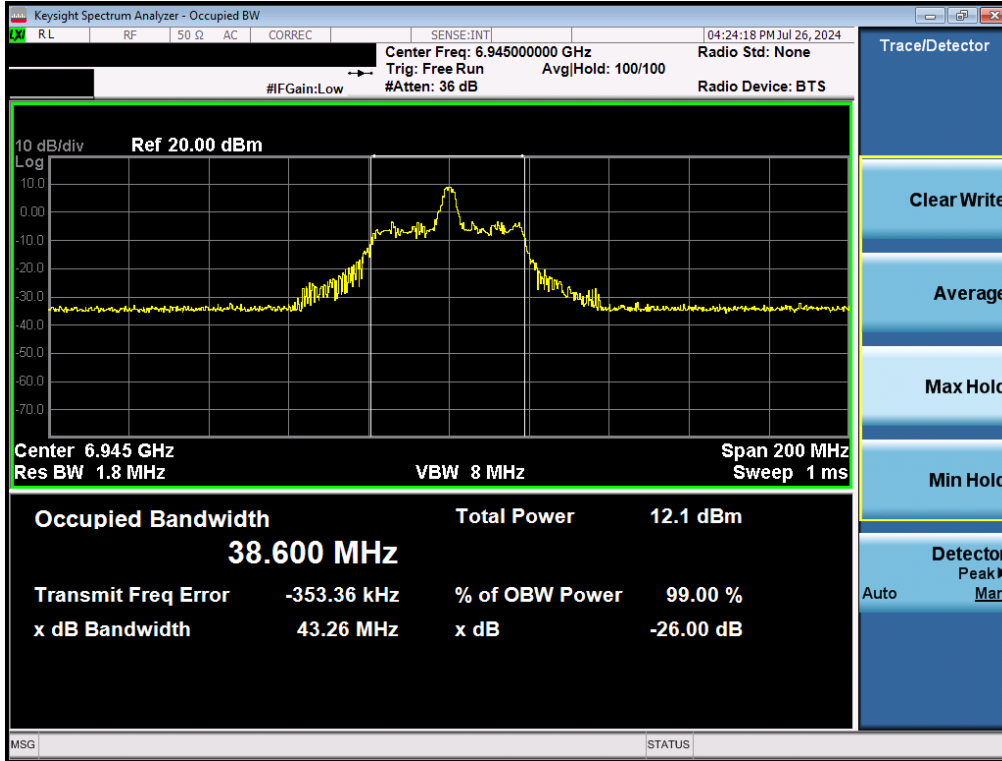 Keysight Spectrum Analyzer - Occupied BW
LXI RL RF 50 Ω AC CORREC SENSE:INT 04:24:18 PM Jul 26, 2024
Center Freq: 6.945000000 GHz Radio Std: None
Trig: Free Run Avg|Hold: 100/100
#IFGain:Low #Atten: 36 dB Radio Device: BTS
Trace/Detector
10 dB/div Ref 20.00 dBm
Log
10.0
0.00
-10.0
-20.0
-30.0
-40.0
-50.0
-60.0
-70.0
Center 6.945 GHz Span 200 MHz
Res BW 1.8 MHz VBW 8 MHz Sweep 1 ms
Occupied Bandwidth Total Power 12.1 dBm
38.600 MHz
Transmit Freq Error -353.36 kHz % of OBW Power 99.00 %
x dB Bandwidth 43.26 MHz x dB -26.00 dB
Clear Write
Average
Max Hold
Min Hold
Detector
Peak
Auto Man
MSG STATUS